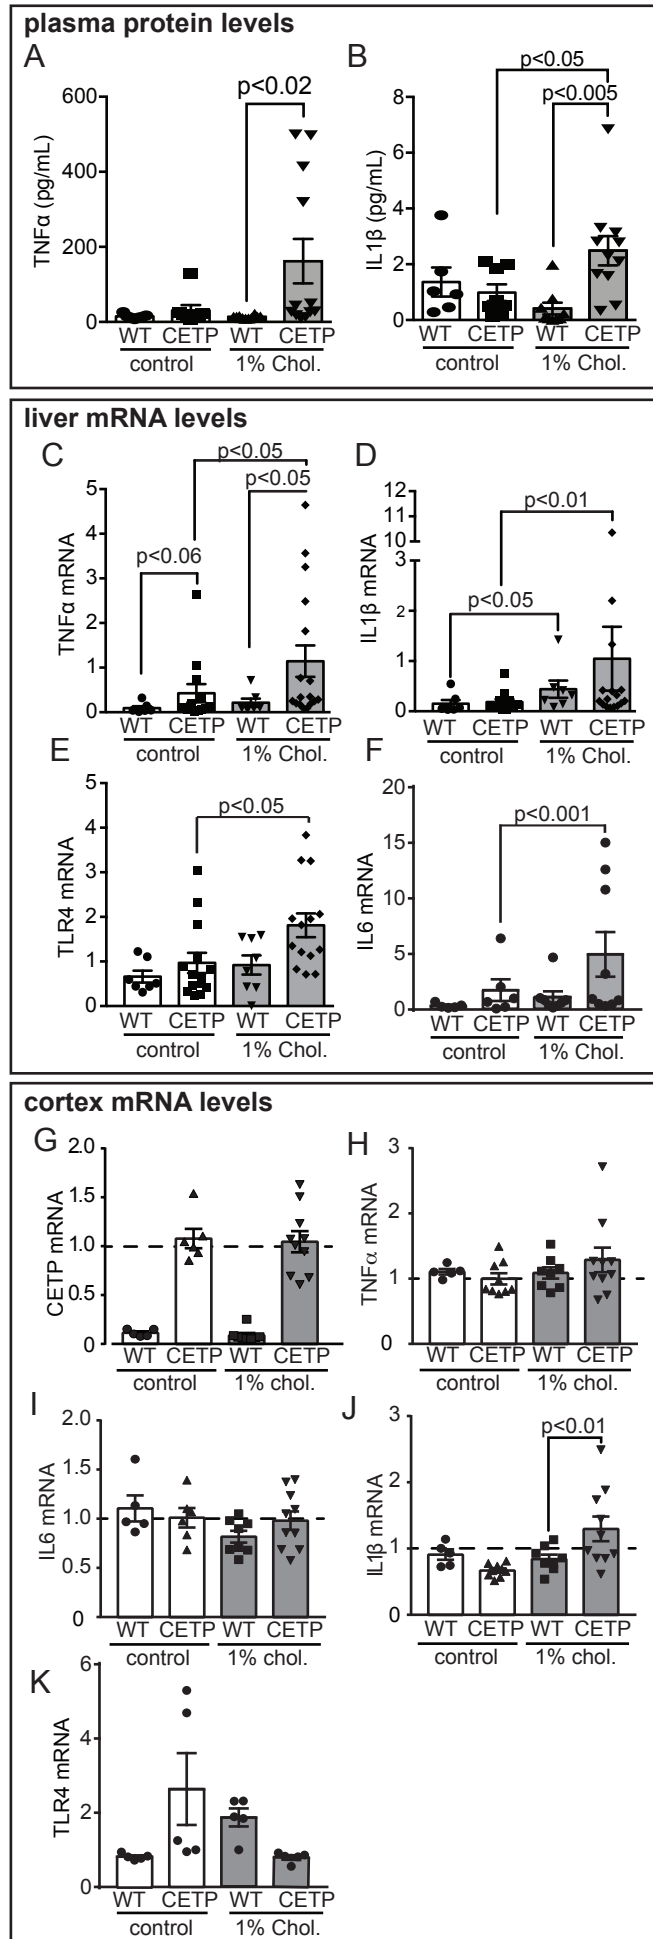 plasma protein levels
A
B
p<0.02
p<0.05
p<0.005
TNFα (pg/mL)
600
400
200
0
WT CETP WT CETP
control 1% Chol.
IL1β (pg/mL)
8
6
4
2
0
WT CETP WT CETP
control 1% Chol.
liver mRNA levels
C
D
p<0.05
p<0.05
p<0.06
TNFα mRNA
5
4
3
2
1
0
WT CETP WT CETP
control 1% Chol.
p<0.01
p<0.05
IL1β mRNA
12
11
10
3
2
1
0
WT CETP WT CETP
control 1% Chol.
E
F
p<0.05
TLR4 mRNA
5
4
3
2
1
0
WT CETP WT CETP
control 1% Chol.
p<0.001
IL6 mRNA
20
15
10
5
0
WT CETP WT CETP
control 1% Chol.
cortex mRNA levels
G
H
CETP mRNA
2.0
1.5
1.0
0.5
0
WT CETP WT CETP
control 1% chol.
TNFα mRNA
3
2
1
0
WT CETP WT CETP
control 1% chol.
I
J
IL6 mRNA
2.0
1.5
1.0
0.5
0
WT CETP WT CETP
control 1% chol.
p<0.01
IL1β mRNA
3
2
1
0
WT CETP WT CETP
control 1% chol.
K
TLR4 mRNA
6
4
2
0
WT CETP WT CETP
control 1% Chol.